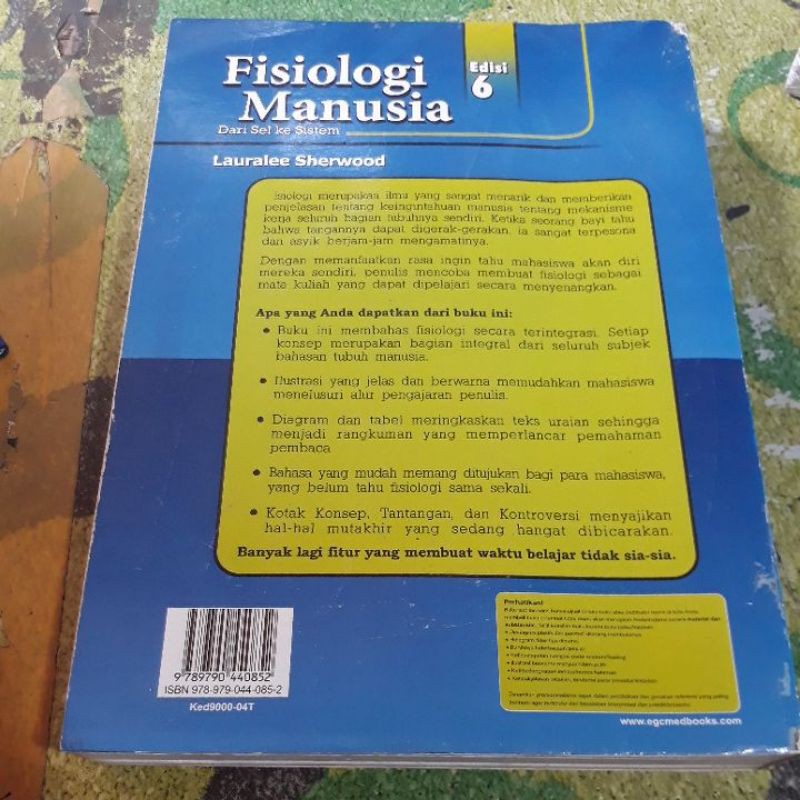 Fisiologi
Manusia
Edisi
6
Dari Sel ke Sistem
Lauralee Sherwood
isiologi merupakan ilmu yang sangat menarik dan memberikan
penjelasan tentang keingintahuan manusia tentang mekanisme
kerja seluruh bagian tubuhnya sendiri. Ketika seorang bayi tahu
bahwa tangannya dapat digerak-gerakan, ia sangat terpesona
dan asyik berjam-jam mengamatinya.
Dengan memanfaatkan rasa ingin tahu mahasiswa akan diri
mereka sendiri, penulis mencoba membuat fisiologi sebagai
mata kuliah yang dapat dipelajari secara menyenangkan.
Apa yang Anda dapatkan dari buku ini:
• Buku ini membahas fisiologi secara terintegrasi. Setiap
konsep merupakan bagian integral dari seluruh subjek
bahasan tubuh manusia.
• Ilustrasi yang jelas dan berwarna memudahkan mahasiswa
menelusuri alur pengajaran penulis.
• Diagram dan tabel meringkaskan teks uraian sehingga
menjadi rangkuman yang memperlancar pemahaman
pembaca
• Bahasa yang mudah memang ditujukan bagi para mahasiswa,
yang belum tahu fisiologi sama sekali.
• Kotak Konsep, Tantangan, dan Kontroversi menyajikan
hal-hal mutakhir yang sedang hangat dibicarakan.
Banyak lagi fitur yang membuat waktu belajar tidak sia-sia.
9 789790 440852
ISBN 978-979-044-085-2
Ked9000-04T
Perhatikan!
www.egcmedbooks.com